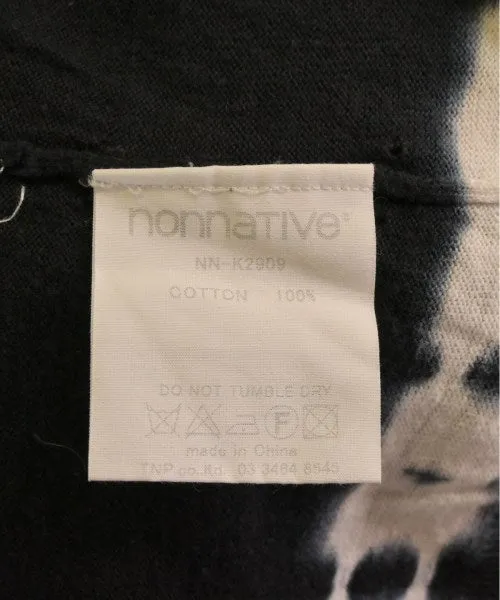 nonnative®
NN-K2909
COTTON 100%
DO NOT TUMBLE DRY
F
made in China
TNP co.ltd. 03 3464 8545